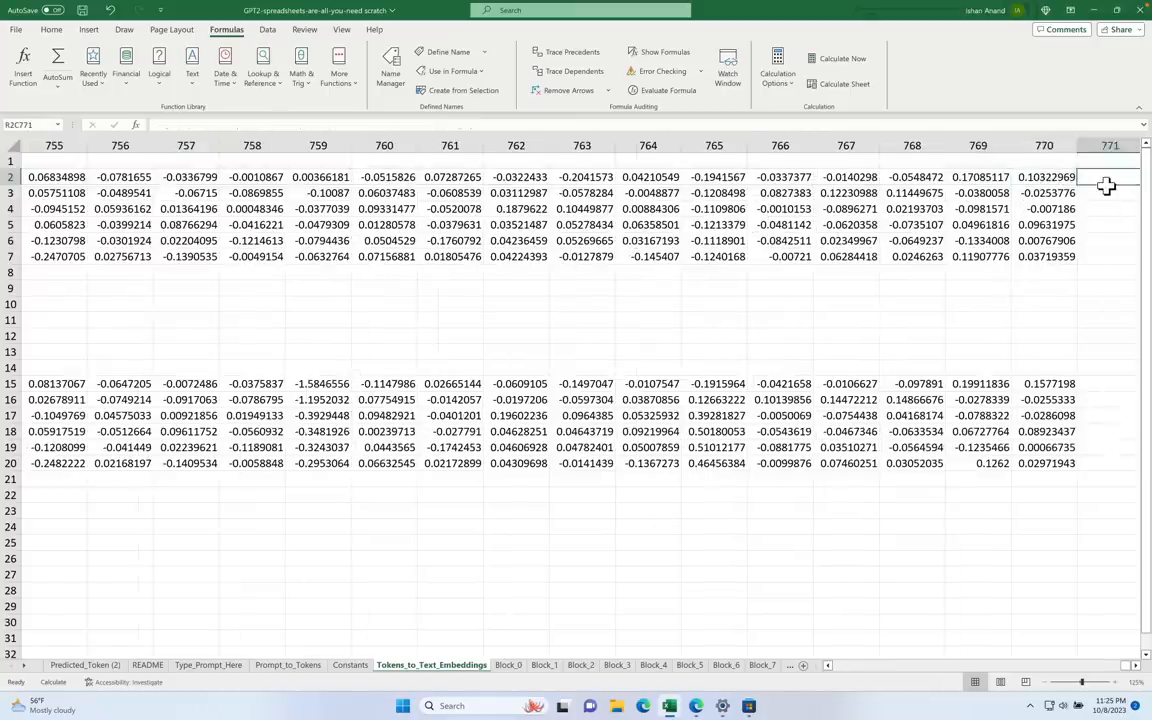 AutoSave Off GPT2-spreadsheets-are-all-you-need scratch Search Ishan Anand IA
File Home Insert Draw Page Layout Formulas Data Review View Help Comments Share
Insert Function AutoSum Recently Used Financial Logical Text Date & Time Lookup & Reference Math & Trig More Functions Name Manager Define Name Use in Formula Create from Selection Trace Precedents Trace Dependents Remove Arrows Show Formulas Error Checking Evaluate Formula Watch Window Calculation Options Calculate Now Calculate Sheet
Function Library Defined Names Formula Auditing Calculation
R2C771 fx
755 756 757 758 759 760 761 762 763 764 765 766 767 768 769 770 771
1
2 0.06834898 -0.0781655 -0.0336799 -0.0010867 0.00366181 -0.0515826 0.07287265 -0.0322433 -0.2041573 0.04210549 -0.1941567 -0.0337377 -0.0140298 -0.0548472 0.17085117 0.10322969
3 0.05751108 -0.0489541 -0.06715 -0.0869855 -0.10087 0.06037483 -0.0608539 0.03112987 -0.0578284 -0.0048877 -0.1208498 0.0827383 0.12230988 0.11449675 -0.0380058 -0.0253776
4 -0.0945152 0.05936162 0.01364196 0.00048346 -0.0377039 0.09331477 -0.0520078 0.1879622 0.10449877 0.00884306 -0.1109806 -0.0010153 -0.0896271 0.02193703 -0.0981571 -0.007186
5 0.0605823 -0.0399214 0.08766294 -0.0416221 -0.0479309 0.01280578 -0.0379631 0.03521487 0.05278434 0.06358501 -0.1213379 -0.0481142 -0.0620358 -0.0735107 0.04961816 0.09631975
6 -0.1230798 -0.0301924 0.02204095 -0.1214613 -0.0794436 0.0504529 -0.1760792 0.04236459 0.05269665 0.03167193 -0.1118901 -0.0842511 0.02349967 -0.0649237 -0.1334008 0.00767906
7 -0.2470705 0.02756713 -0.1390535 -0.0049154 -0.0632764 0.07156881 0.01805476 0.04224393 -0.0127879 -0.145407 -0.1240168 -0.00721 0.06284418 0.0246263 0.11907776 0.03719359
8
9
10
11
12
13
14
15 0.08137067 -0.0647205 -0.0072486 -0.0375837 -1.5846556 -0.1147986 0.02665144 -0.0609105 -0.1497047 -0.0107547 -0.1915964 -0.0421658 -0.0106627 -0.097891 0.19911836 0.1577198
16 0.02678911 -0.0749214 -0.0917063 -0.0786795 -1.1952032 0.07754915 -0.0142057 -0.0197206 -0.0597304 0.03870856 0.12663222 0.10139856 0.14472212 0.14866676 -0.0278339 -0.0255333
17 -0.1049769 0.04575033 0.00921856 0.01949133 -0.3929448 0.09482921 -0.0401201 0.19602236 0.0964385 0.05325932 0.39281827 -0.0050069 -0.0754438 0.04168174 -0.0788322 -0.0286098
18 0.05917519 -0.0512664 0.09611752 -0.0560932 -0.3481926 0.00239713 -0.027791 0.04628251 0.04643719 0.09219964 0.50180053 -0.0543619 -0.0467346 -0.0633534 0.06727764 0.08923437
19 -0.1208099 -0.041449 0.02239621 -0.1189081 -0.3243037 0.0443565 -0.1742453 0.04606928 0.04782401 0.05007859 0.51012177 -0.0881775 0.03510271 -0.0564594 -0.1235466 0.00066735
20 -0.2482222 0.02168197 -0.1409534 -0.0058848 -0.2953064 0.06632545 0.02172899 0.04309698 -0.0141439 -0.1367273 0.46456384 -0.0099876 0.07460251 0.03052035 0.1262 0.02971943
21
22
23
24
25
26
27
28
29
30
31
32
Predicted_Token (2) README Type_Prompt_Here Prompt_to_Tokens Constants Tokens_to_Text_Embeddings Block_0 Block_1 Block_2 Block_3 Block_4 Block_5 Block_6 Block_7 ...
Ready Calculate Accessibility: Investigate 125%
56°F Mostly cloudy Search 11:25 PM 10/8/2023